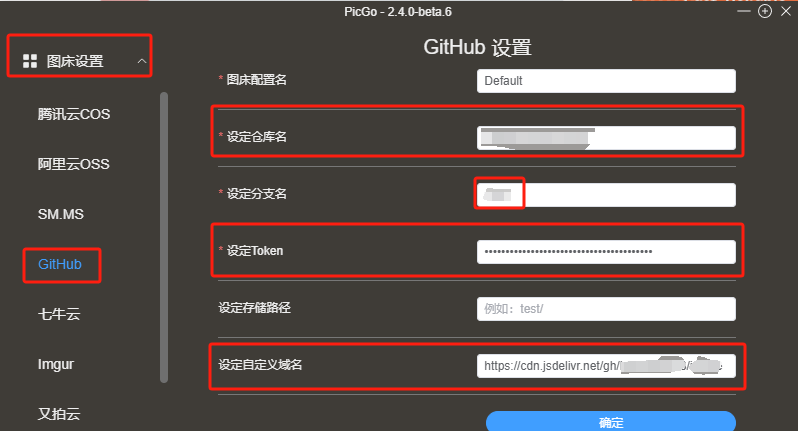 PicGo - 2.4.0-beta.6
图床设置
腾讯云COS
阿里云OSS
SM.MS
GitHub
七牛云
Imgur
又拍云
GitHub 设置
* 图床配置名
Default
* 设定仓库名
* 设定分支名
* 设定Token
••••••••••••••••••••••••••••••••••••••••
设定存储路径
例如：test/
设定自定义域名
https://cdn.jsdelivr.net/gh/
确定